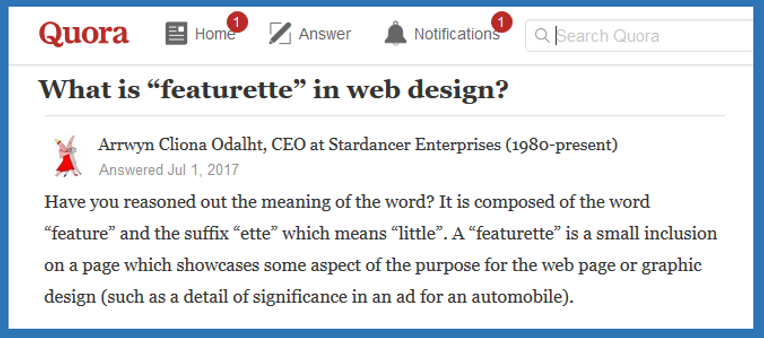 Quora Home 1 Answer Notifications 1 Search Quora
What is “featurette” in web design?
Arrwyn Cliona Odalht, CEO at Stardancer Enterprises (1980-present)
Answered Jul 1, 2017
Have you reasoned out the meaning of the word? It is composed of the word
“feature” and the suffix “ette” which means “little”. A “featurette” is a small inclusion
on a page which showcases some aspect of the purpose for the web page or graphic
design (such as a detail of significance in an ad for an automobile).